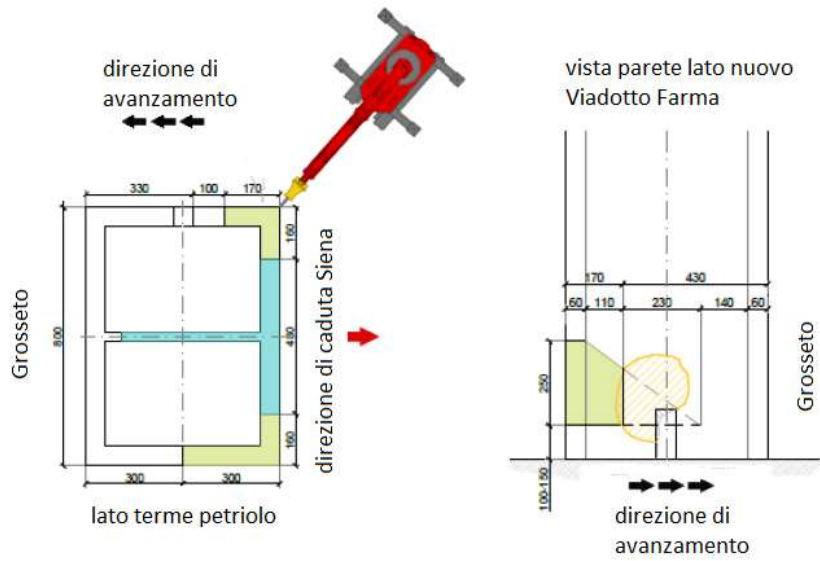 direzione di
avanzamento
330
100
170
160
480
160
800
300
300
Grosseto
direzione di caduta Siena
lato terme petriolo
vista parete lato nuovo
Viadotto Farma
170
430
60
110
230
140
60
250
100-150
Grosseto
direzione di
avanzamento